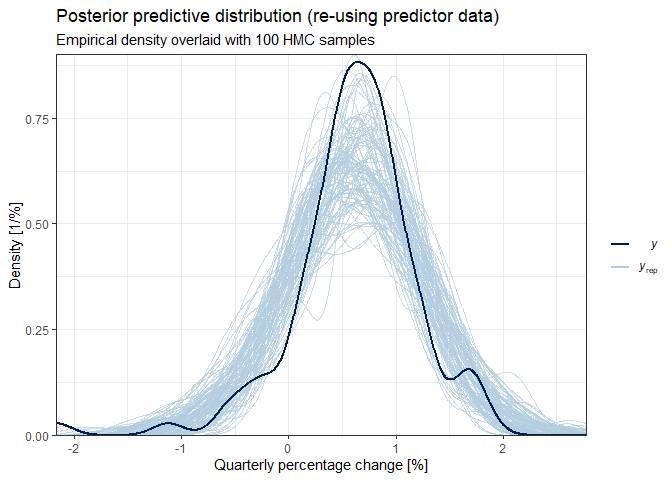 Posterior predictive distribution (re-using predictor data)
Empirical density overlaid with 100 HMC samples
Density [1/%]
0.75
0.50
0.25
0.00
-2
-1
0
1
2
Quarterly percentage change [%]
y
y rep